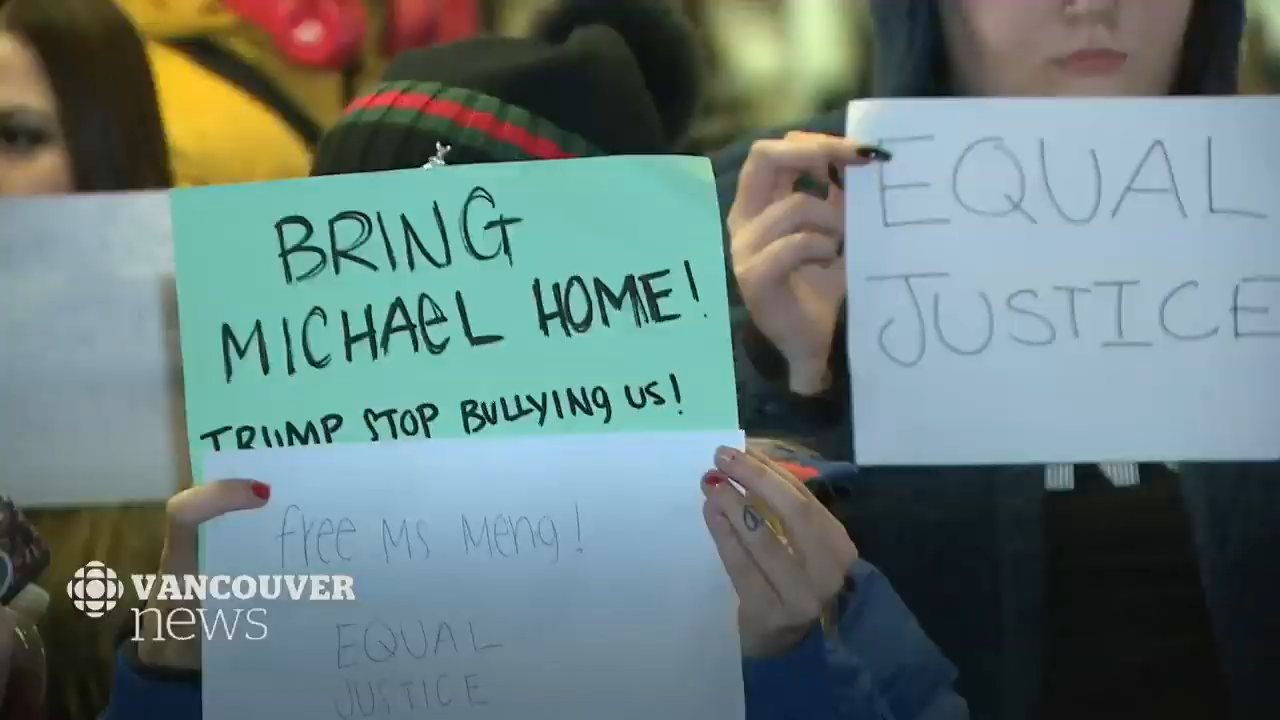 BRING
MICHAeL HOME!
TRUMP STOP BULLYING US!
free Ms Meng!
EQUAL
JUSTICE
EQUAL
JUSTICE
VANCOUVER
news